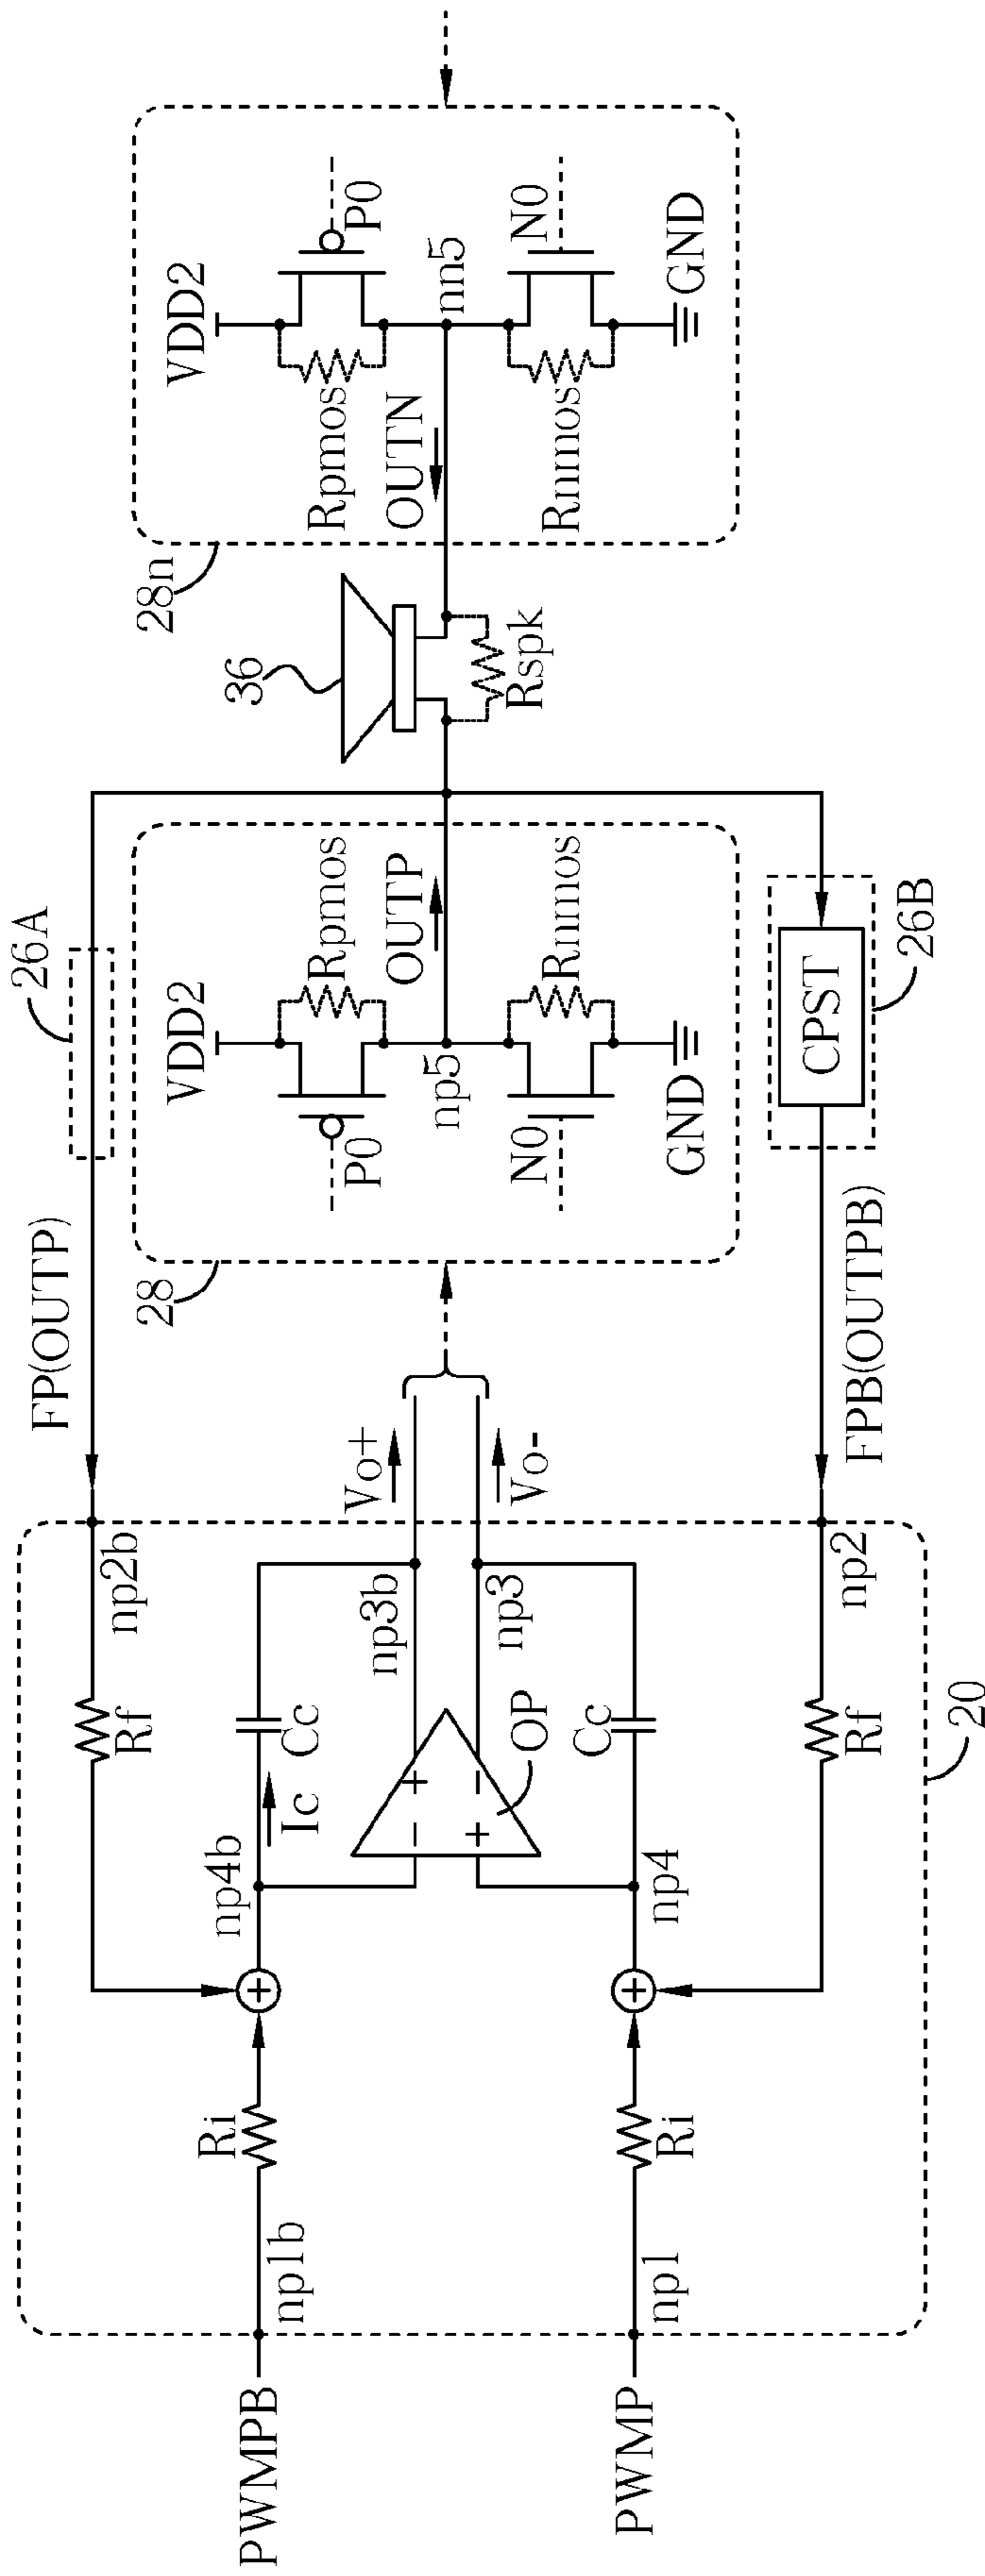 26A
FP(OUTP)
FPB(OUTPB)
26B
CPST
28
28n
36
20
PWMPB
PWMP
np1b
np1
Ri
Ri
np2b
np2
Rf
Rf
np4b
np4
Ic
Cc
Cc
OP
+
+
-
+
+
-
np3b
np3
Vo+
Vo-
VDD2
P0
Rpmos
np5
OUTP
N0
Rnmos
GND
Rspk
VDD2
P0
Rpmos
nn5
OUTN
N0
Rnmos
GND